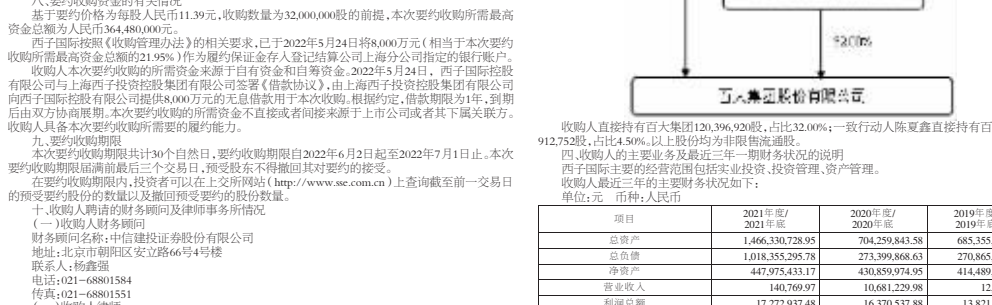 八、要约收购资金的有关情况
基于要约价格为每股人民币11.39元,收购数量为32,000,000股的前提,本次要约收购所需最高
资金总额为人民币364,480,000元。
西子国际按照《收购管理办法》的相关要求,已于2022年5月24日将8,000万元(相当于本次要约
收购所需最高资金总额的21.95%)作为履约保证金存入登记结算公司上海分公司指定的银行账户。
收购人本次要约收购的所需资金来源于自有资金和自筹资金。2022年5月24日,西子国际控股
有限公司与上海西子投资控股集团有限公司签署《借款协议》,由上海西子投资控股集团有限公司
向西子国际控股有限公司提供8,000万元的无息借款用于本次收购。根据约定,借款期限为1年,到期
后由双方协商展期。本次要约收购的所需资金不直接或者间接来源于上市公司或者其下属关联方。
收购人具备本次要约收购所需要的履约能力。
九、要约收购期限
本次要约收购期限共计30个自然日,要约收购期限自2022年6月2日起至2022年7月1日止。本次
要约收购期限届满前最后三个交易日,预受股东不得撤回其对要约的接受。
在要约收购期限内,投资者可以在上交所网站(http://www.sse.com.cn)上查询截至前一交易日
的预受要约股份的数量以及撤回预受要约的股份数量。
十、收购人聘请的财务顾问及律师事务所情况
(一)收购人财务顾问
财务顾问名称:中信建投证券股份有限公司
地址:北京市朝阳区安立路66号4号楼
联系人:杨鑫强
电话:021-68801584
传真:021-68801551
百大集团股份有限公司
收购人直接持有百大集团120,396,920股,占比32.00%;一致行动人陈夏鑫直接持有百
912,752股,占比4.50%。以上股份均为非限售流通股。
四、收购人的主要业务及最近三年一期财务状况的说明
西子国际主要的经营范围包括实业投资、投资管理、资产管理。
收购人最近三年的主要财务状况如下:
单位:元 币种:人民币
项目 2021年度/ 2020年度/ 2019年度
2021年底 2020年底 2019年底
总资产 1,466,330,728.95 704,259,843.58 685,355
总负债 1,018,355,295.78 273,399,868.63 270,865
净资产 447,975,433.17 430,859,974.95 414,489
营业收入 140,769.97 10,681,229.98 12
利润总额 17,272,937.48 16,370,537.88 13,821